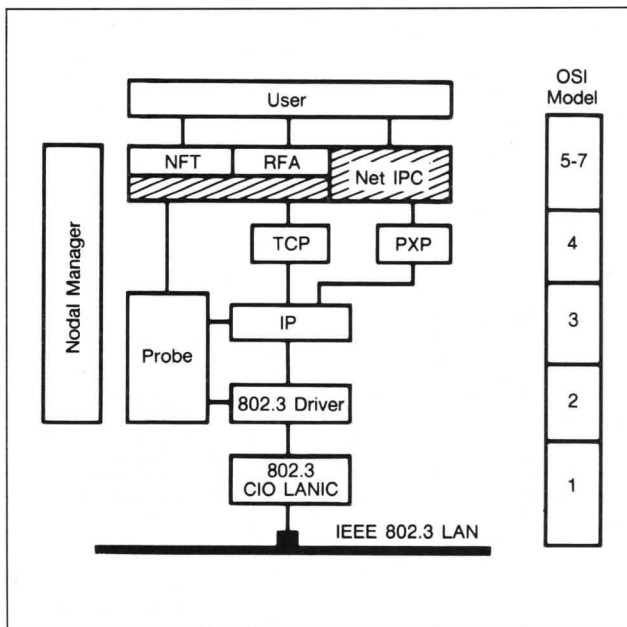 User
OSI
Model
NFT
RFA
Net IPC
5-7
TCP
PXP
4
Nodal Manager
Probe
IP
3
802.3 Driver
2
802.3
CIO LANIC
1
IEEE 802.3 LAN